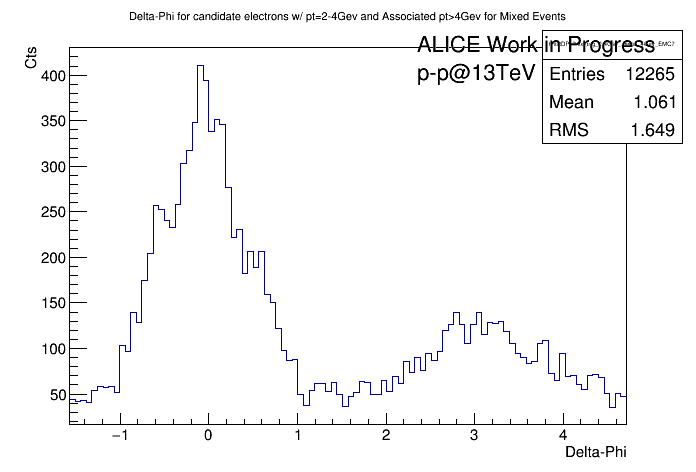 Delta-Phi for candidate electrons w/ pt=2-4Gev and Associated pt>4Gev for Mixed Events
ALICE Work in Progress
p-p@13TeV
Entries 12265
Mean 1.061
RMS 1.649
Cts
400
350
300
250
200
150
100
50
−1 0 1 2 3 4
Delta-Phi